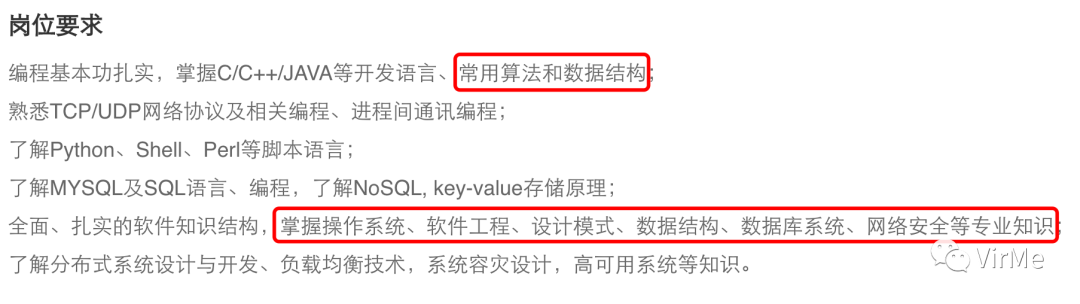 岗位要求
编程基本功扎实，掌握C/C++/JAVA等开发语言、常用算法和数据结构；
熟悉TCP/UDP网络协议及相关编程、进程间通讯编程；
了解Python、Shell、Perl等脚本语言；
了解MYSQL及SQL语言、编程，了解NoSQL, key-value存储原理；
全面、扎实的软件知识结构，掌握操作系统、软件工程、设计模式、数据结构、数据库系统、网络安全等专业知识；
了解分布式系统设计与开发、负载均衡技术，系统容灾设计，高可用系统等知识。
VirMe